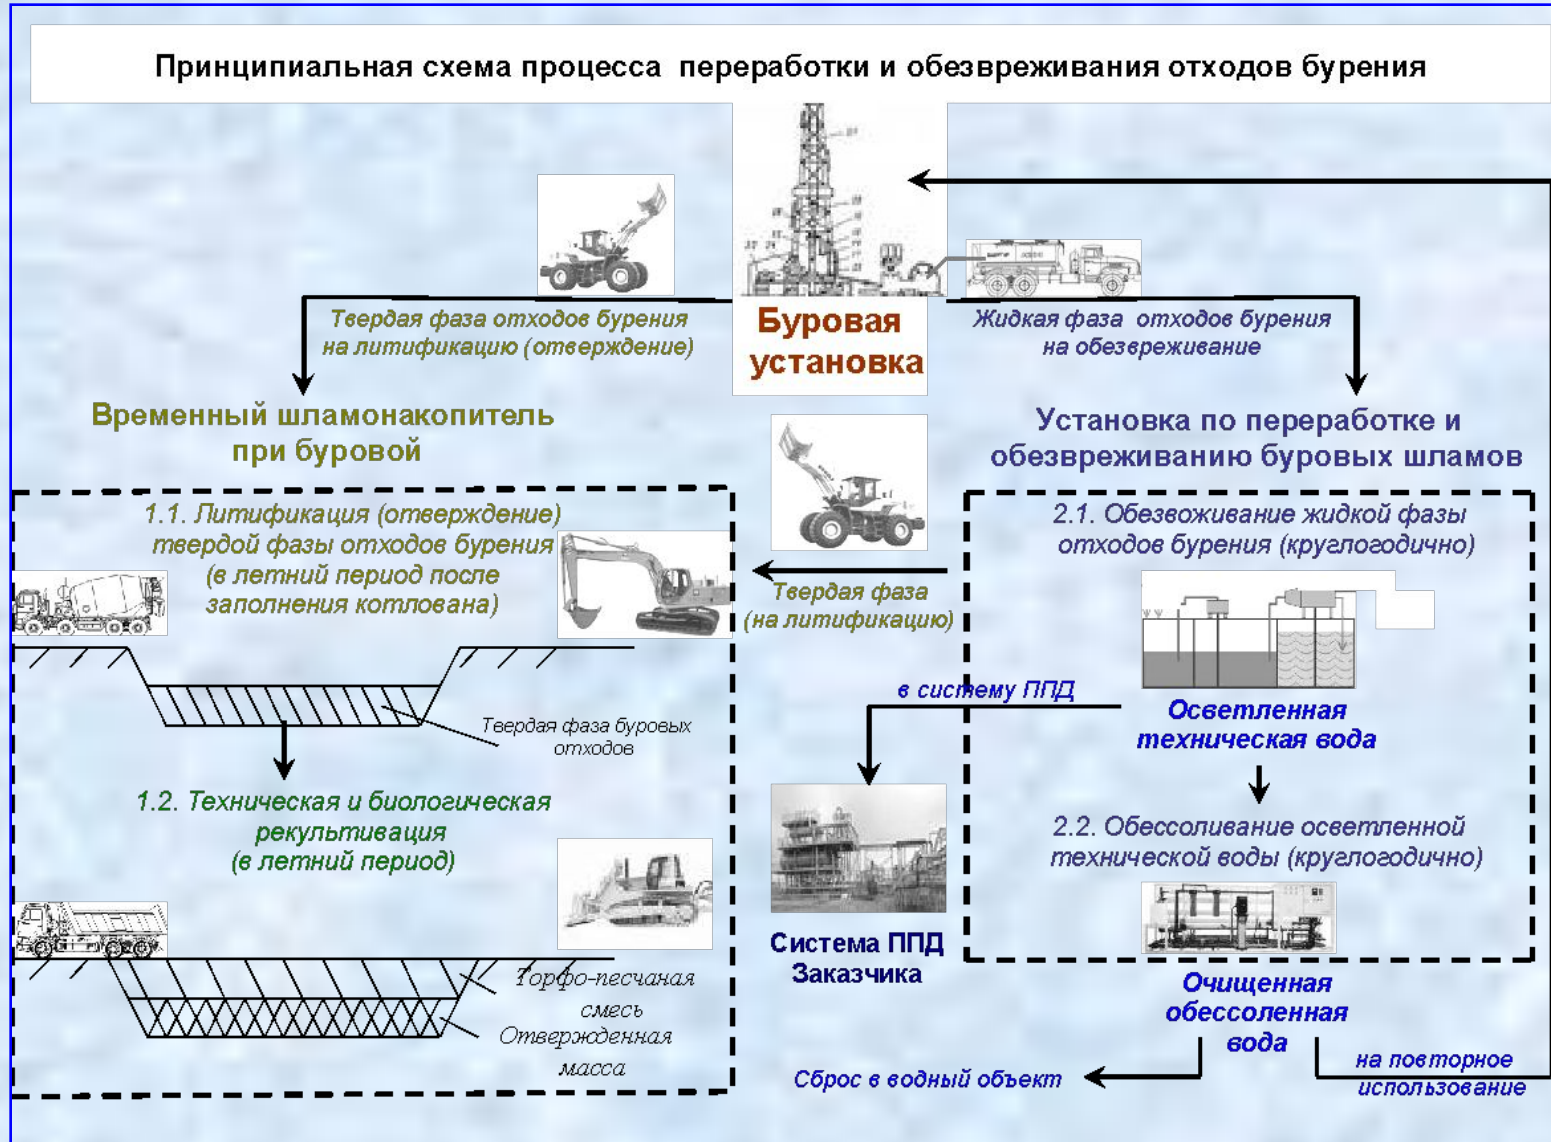 Принципиальная схема процесса переработки и обезвреживания отходов бурения
Твердая фаза отходов бурения
на литификацию (отверждение)
Буровая
установка
Жидкая фаза отходов бурения
на обезвреживание
Временный шламонакопитель
при буровой
Установка по переработке и
обезвреживанию буровых шламов
1.1. Литификация (отверждение)
твердой фазы отходов бурения
(в летний период после
заполнения котлована)
Твердая фаза
(на литификацию)
2.1. Обезвоживание жидкой фазы
отходов бурения (круглогодично)
Твердая фаза буровых
отходов
в систему ППД
Осветленная
техническая вода
1.2. Техническая и биологическая
рекультивация
(в летний период)
2.2. Обессоливание осветленной
технической воды (круглогодично)
Система ППД
Заказчика
Торфо-песчаная
смесь
Отвержденная
масса
Очищенная
обессоленная
вода
Сброс в водный объект
на повторное
использование